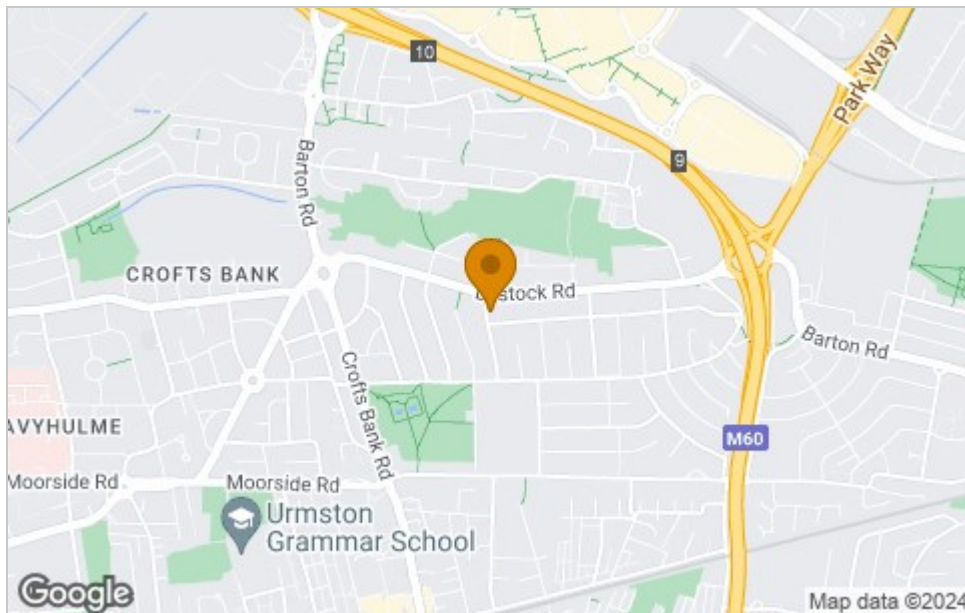 10
Park Way
Barton Rd
9
CROFTS BANK
stock Rd
Barton Rd
Crofts Bank Rd
AVYHULME
M60
Moorside Rd
Moorside Rd
Urmston
Grammar School
Google
Map data ©2024